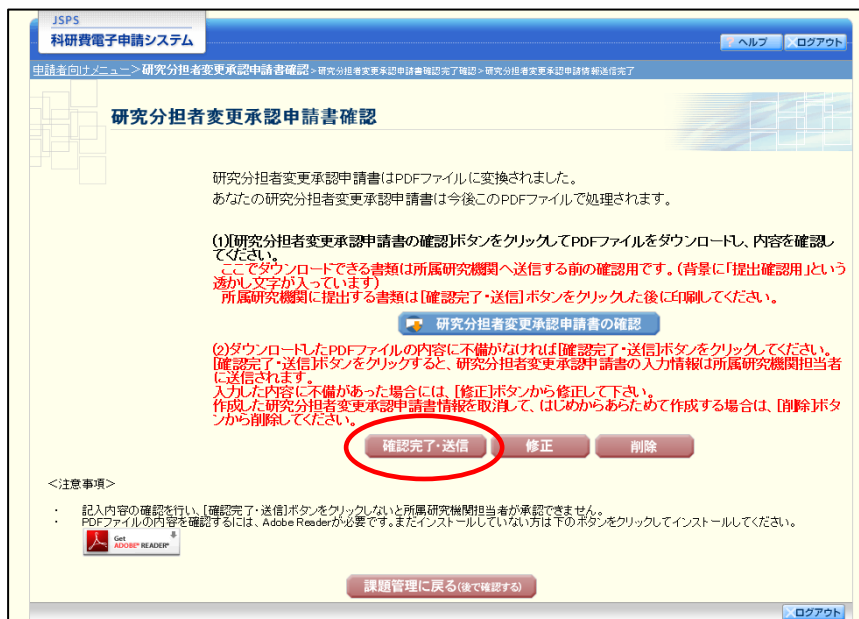 JSPS
科研費電子申請システム
ヘルプ
ログアウト
申請者向けメニュー>研究分担者変更承認申請書確認>研究分担者変更承認申請書確認完了確認>研究分担者変更承認申請情報送信完了
研究分担者変更承認申請書確認
研究分担者変更承認申請書はPDFファイルに変換されました。
あなたの研究分担者変更承認申請書は今後このPDFファイルで処理されます。
(1)[研究分担者変更承認申請書の確認]ボタンをクリックしてPDFファイルをダウンロードし、内容を確認し
てください。
ここでダウンロードできる書類は所属研究機関へ送信する前の確認用です。(背景に「提出確認用」という
透かし文字が入っています)
所属研究機関に提出する書類は[確認完了・送信]ボタンをクリックした後に印刷してください。
研究分担者変更承認申請書の確認
(2)ダウンロードしたPDFファイルの内容に不備がなければ[確認完了・送信]ボタンをクリックしてください。
[確認完了・送信]ボタンをクリックすると、研究分担者変更承認申請書の入力情報は所属研究機関担当者
に送信されます。
入力した内容に不備があった場合には、[修正]ボタンから修正して下さい。
作成した研究分担者変更承認申請書情報を取消して、はじめからあらためて作成する場合は、[削除]ボタ
ンから削除してください。
確認完了・送信
修正
削除
<注意事項>
・ 記入内容の確認を行い、[確認完了・送信]ボタンをクリックしないと所属研究機関担当者が承認できません。
・ PDFファイルの内容を確認するには、Adobe Readerが必要です。まだインストールしていない方は下のボタンをクリックしてインストールしてください。
Get
ADOBE® READER®
課題管理に戻る(後で確認する)
ログアウト